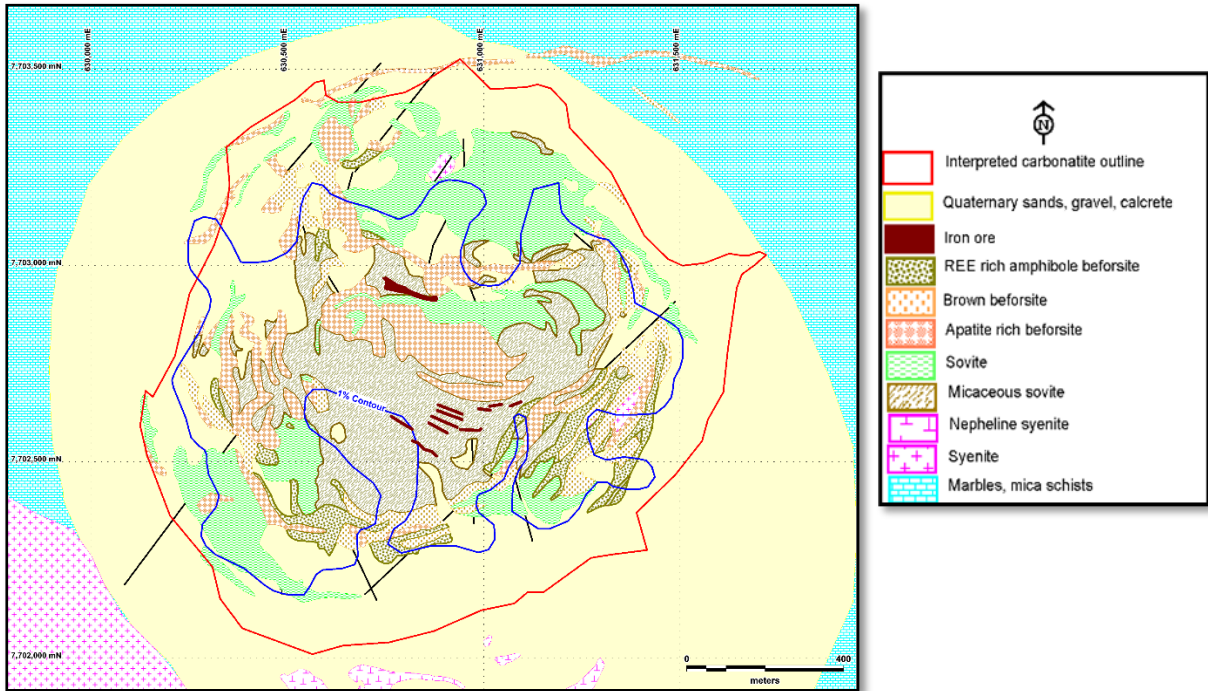 630,000 mE
630,500 mE
631,000 mE
631,500 mE
7,703,500 mN
7,703,000 mN
1% Contour
7,702,500 mN
7,702,000 mN
0 400
meters
N
Interpreted carbonatite outline
Quaternary sands, gravel, calcrete
Iron ore
REE rich amphibole beforsite
Brown beforsite
Apatite rich beforsite
Sovite
Micaceous sovite
Nepheline syenite
Syenite
Marbles, mica schists